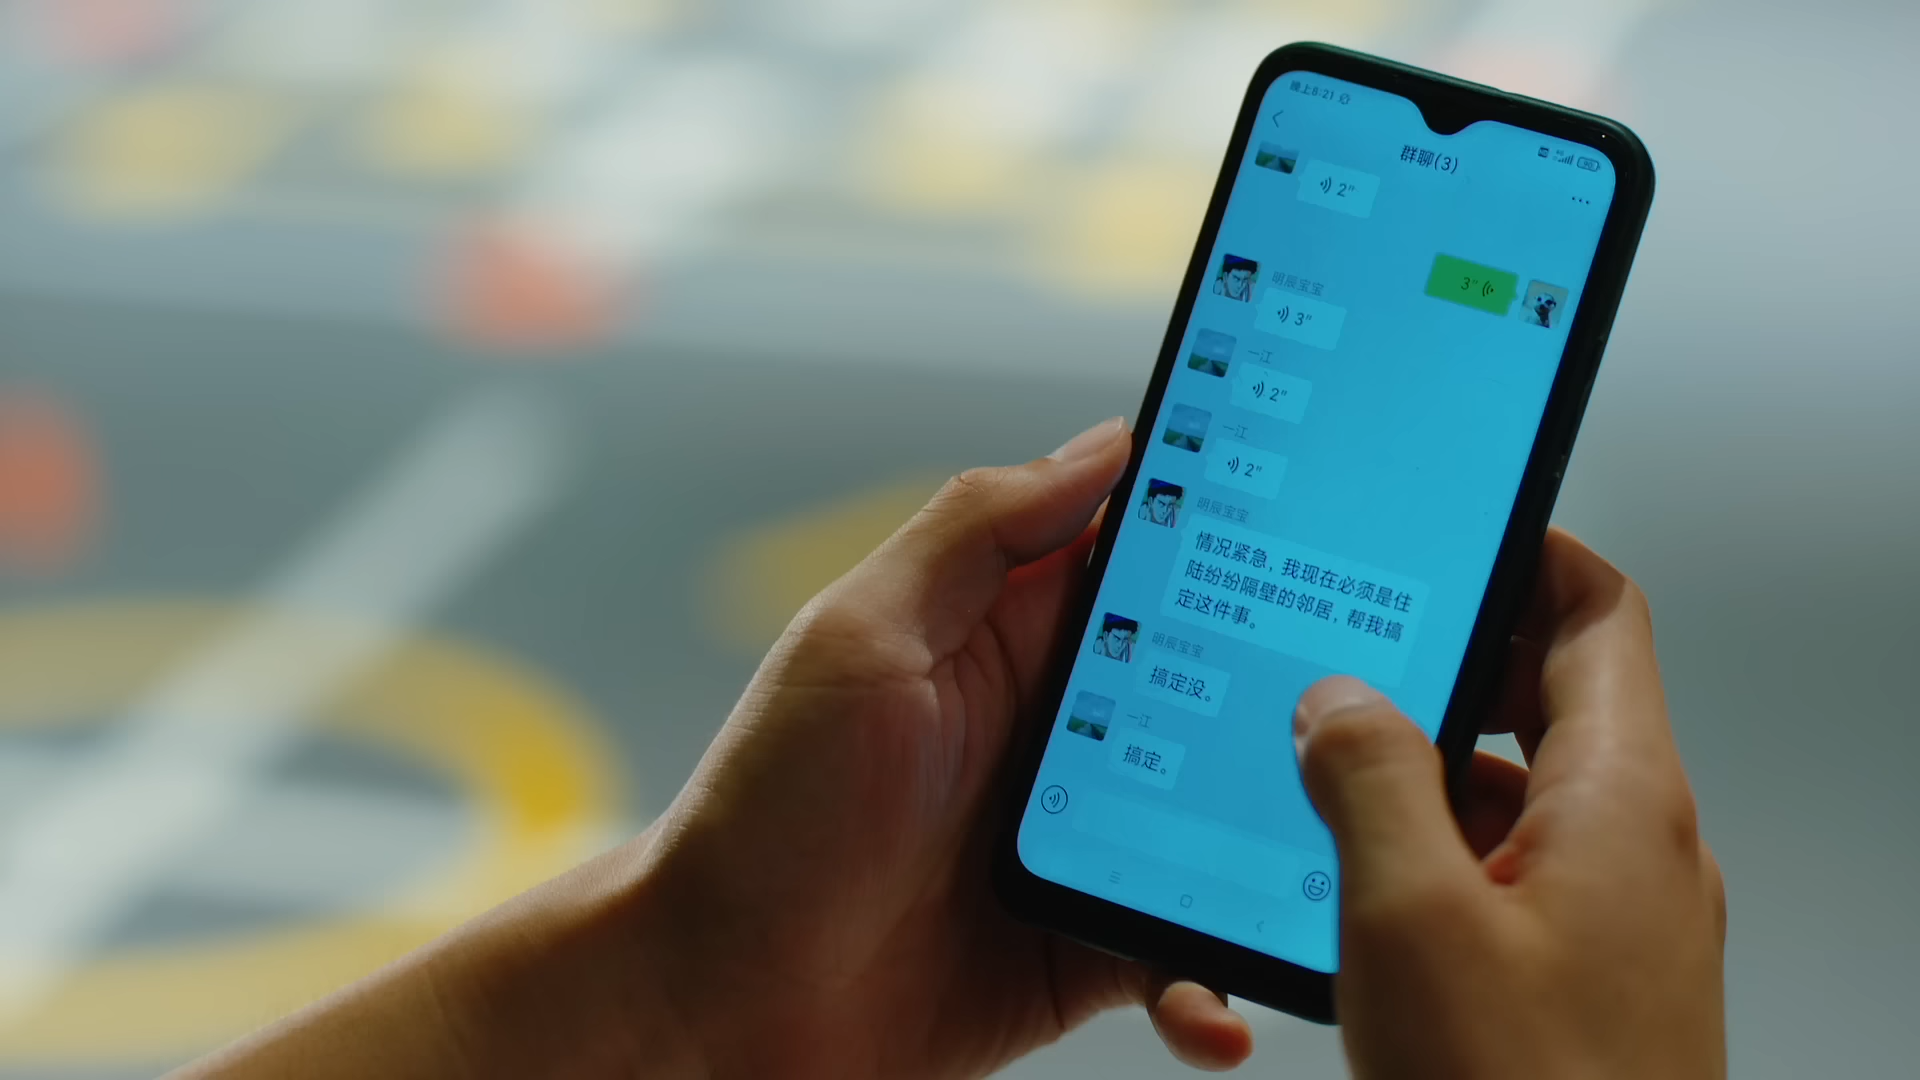 晚上8:21
群聊(3)
2"
3"
明辰宝宝
3"
一江
2"
一江
2"
明辰宝宝
情况紧急，我现在必须是住
陆纷纷隔壁的邻居，帮我搞
定这件事。
明辰宝宝
搞定没。
一江
搞定。